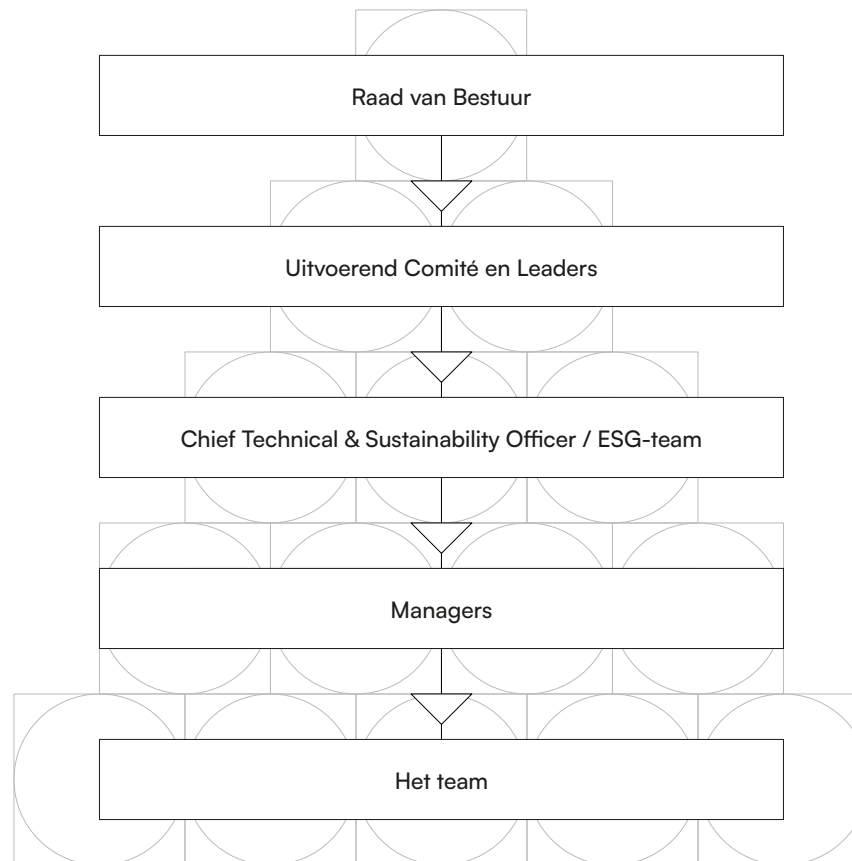 Raad van Bestuur
Uitvoerend Comité en Leaders
Chief Technical & Sustainability Officer / ESG-team
Managers
Het team